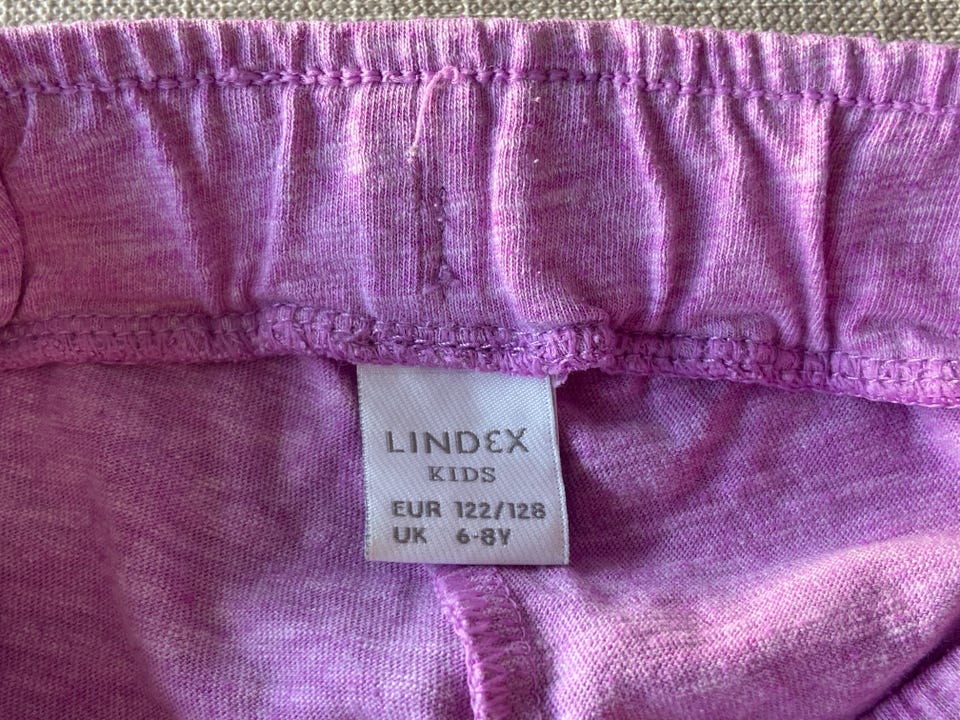 LINDEX
KIDS
EUR 122/128
UK 6-8Y